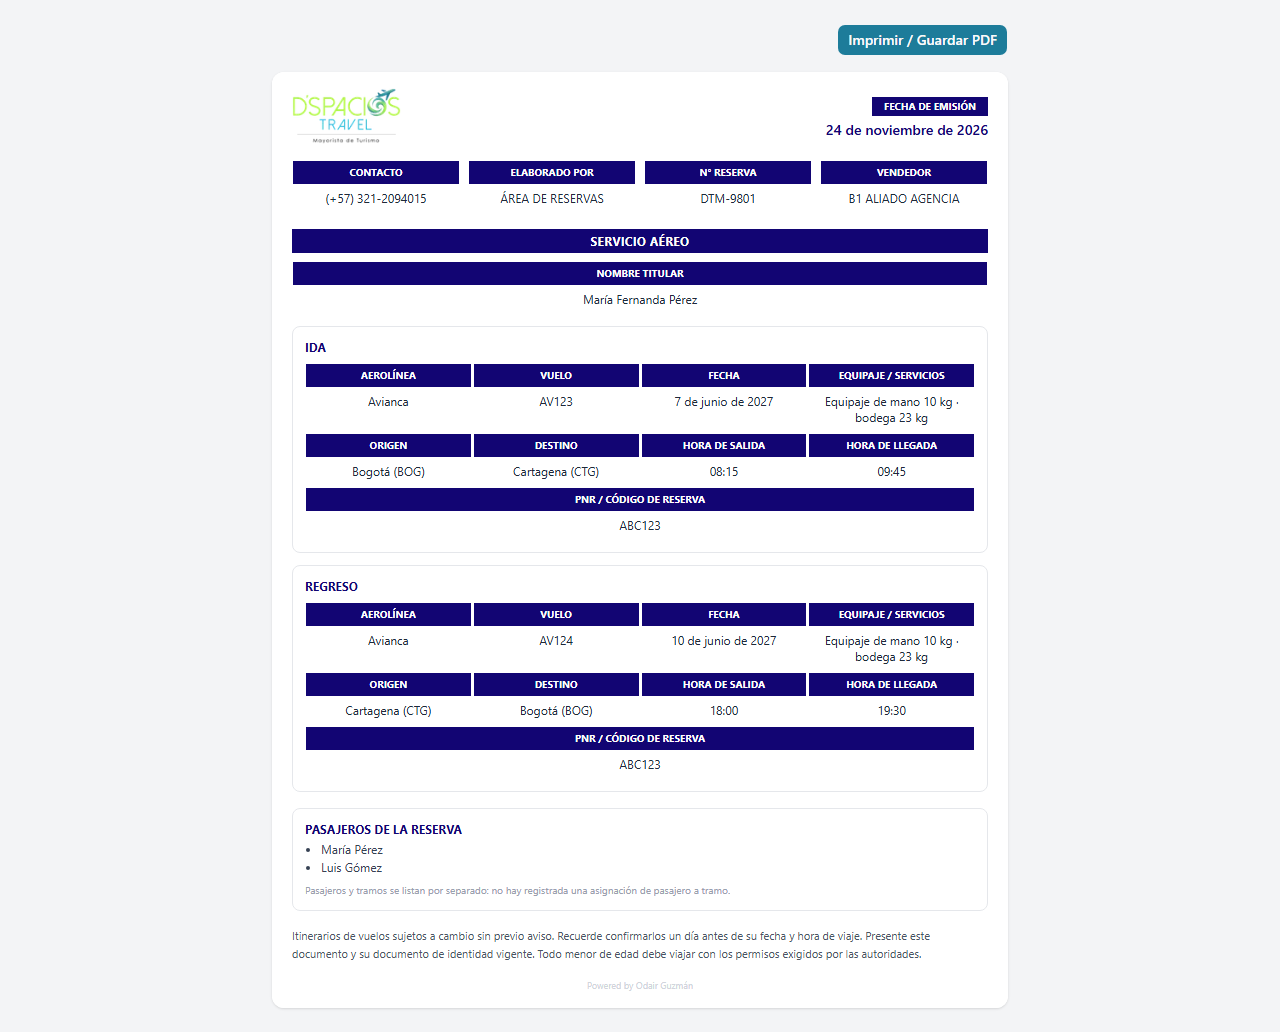 Imprimir / Guardar PDF
D'SPACIOS
TRAVEL
Mayorista de Turismo
FECHA DE EMISIÓN
24 de noviembre de 2026
CONTACTO ELABORADO POR N° RESERVA VENDEDOR
(+57) 321-2094015 ÁREA DE RESERVAS DTM-9801 B1 ALIADO AGENCIA
SERVICIO AÉREO
NOMBRE TITULAR
María Fernanda Pérez
IDA
AEROLÍNEA VUELO FECHA EQUIPAJE / SERVICIOS
Avianca AV123 7 de junio de 2027 Equipaje de mano 10 kg ·
bodega 23 kg
ORIGEN DESTINO HORA DE SALIDA HORA DE LLEGADA
Bogotá (BOG) Cartagena (CTG) 08:15 09:45
PNR / CÓDIGO DE RESERVA
ABC123
REGRESO
AEROLÍNEA VUELO FECHA EQUIPAJE / SERVICIOS
Avianca AV124 10 de junio de 2027 Equipaje de mano 10 kg ·
bodega 23 kg
ORIGEN DESTINO HORA DE SALIDA HORA DE LLEGADA
Cartagena (CTG) Bogotá (BOG) 18:00 19:30
PNR / CÓDIGO DE RESERVA
ABC123
PASAJEROS DE LA RESERVA
• María Pérez
• Luis Gómez
Pasajeros y tramos se listan por separado: no hay registrada una asignación de pasajero a tramo.
Itinerarios de vuelos sujetos a cambio sin previo aviso. Recuerde confirmarlos un día antes de su fecha y hora de viaje. Presente este
documento y su documento de identidad vigente. Todo menor de edad debe viajar con los permisos exigidos por las autoridades.
Powered by Odair Guzmán